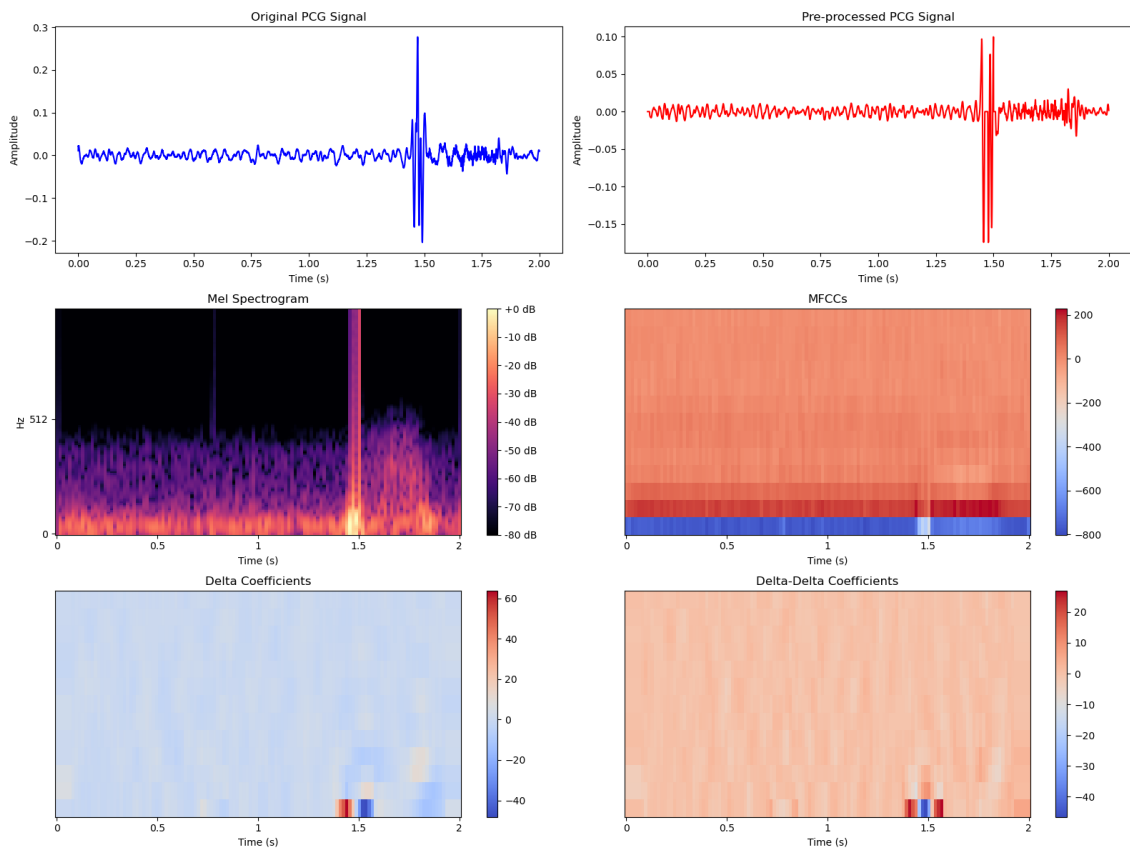 Original PCG Signal
0.3
0.2
0.1
0.0
−0.1
−0.2
Amplitude
0.00 0.25 0.50 0.75 1.00 1.25 1.50 1.75 2.00
Time (s)
Pre-processed PCG Signal
0.10
0.05
0.00
−0.05
−0.10
−0.15
Amplitude
0.00 0.25 0.50 0.75 1.00 1.25 1.50 1.75 2.00
Time (s)
Mel Spectrogram
512
0
Hz
0 0.5 1 1.5 2
Time (s)
+0 dB
-10 dB
-20 dB
-30 dB
-40 dB
-50 dB
-60 dB
-70 dB
-80 dB
MFCCs
0 0.5 1 1.5 2
Time (s)
200
0
−200
−400
−600
−800
Delta Coefficients
0 0.5 1 1.5 2
Time (s)
60
40
20
0
−20
−40
Delta-Delta Coefficients
0 0.5 1 1.5 2
Time (s)
20
10
0
−10
−20
−30
−40